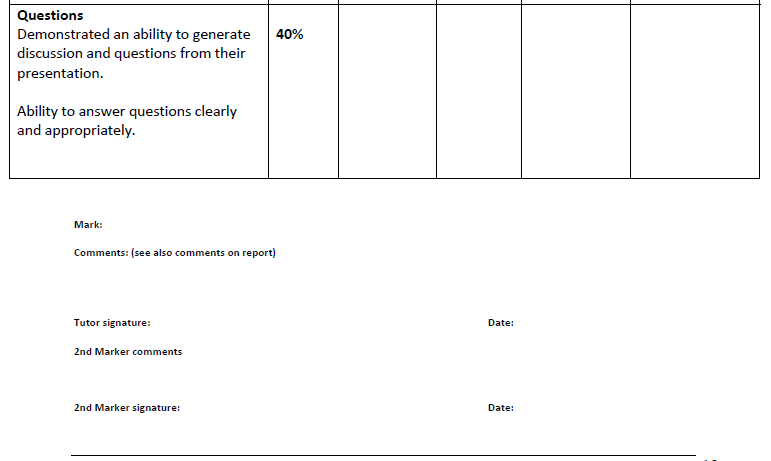 Questions
Demonstrated an ability to generate 40%
discussion and questions from their
presentation.
Ability to answer questions clearly
and appropriately.
Mark:
Comments: (see also comments on report)
Tutor signature: Date:
2nd Marker comments
2nd Marker signature: Date: